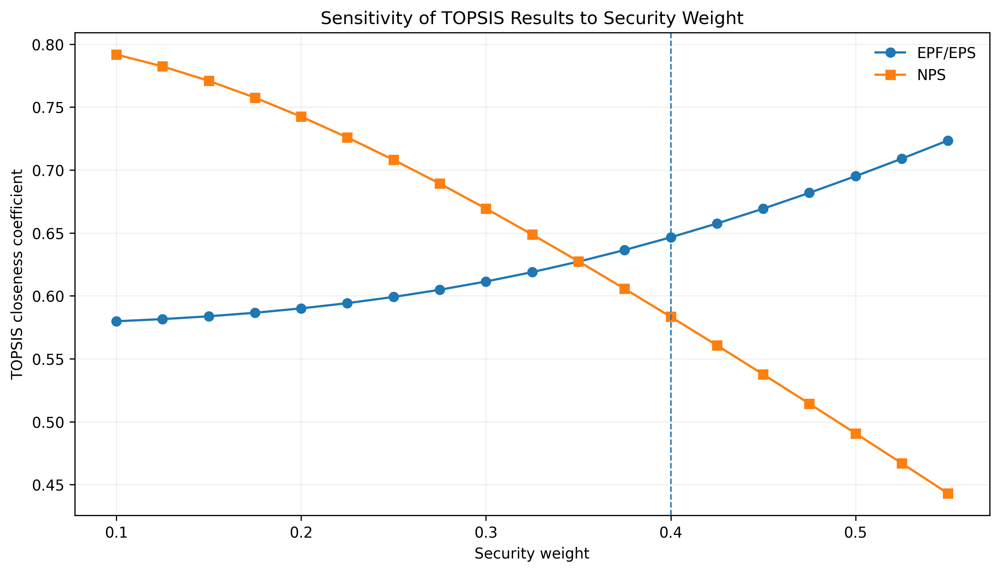 Sensitivity of TOPSIS Results to Security Weight
EPF/EPS
NPS
TOPSIS closeness coefficient
0.80
0.75
0.70
0.65
0.60
0.55
0.50
0.45
0.1 0.2 0.3 0.4 0.5
Security weight